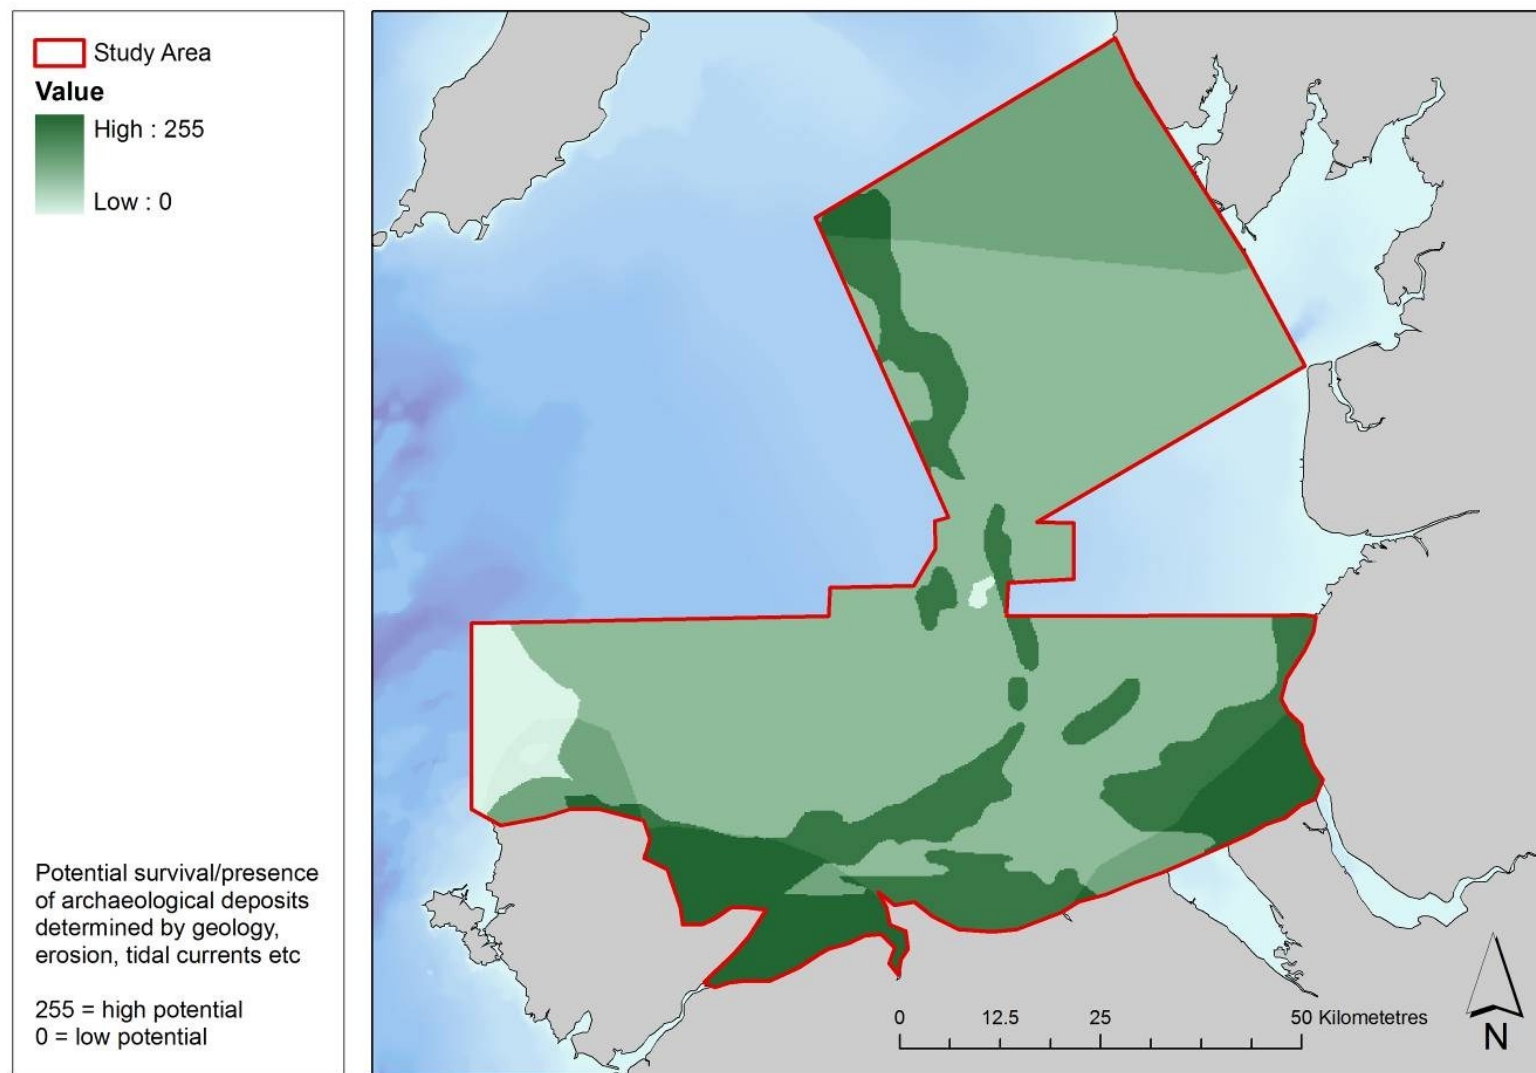 Study Area
Value
High : 255
Low : 0
Potential survival/presence
of archaeological deposits
determined by geology,
erosion, tidal currents etc
255 = high potential
0 = low potential
0 12.5 25 50 Kilometetres
N